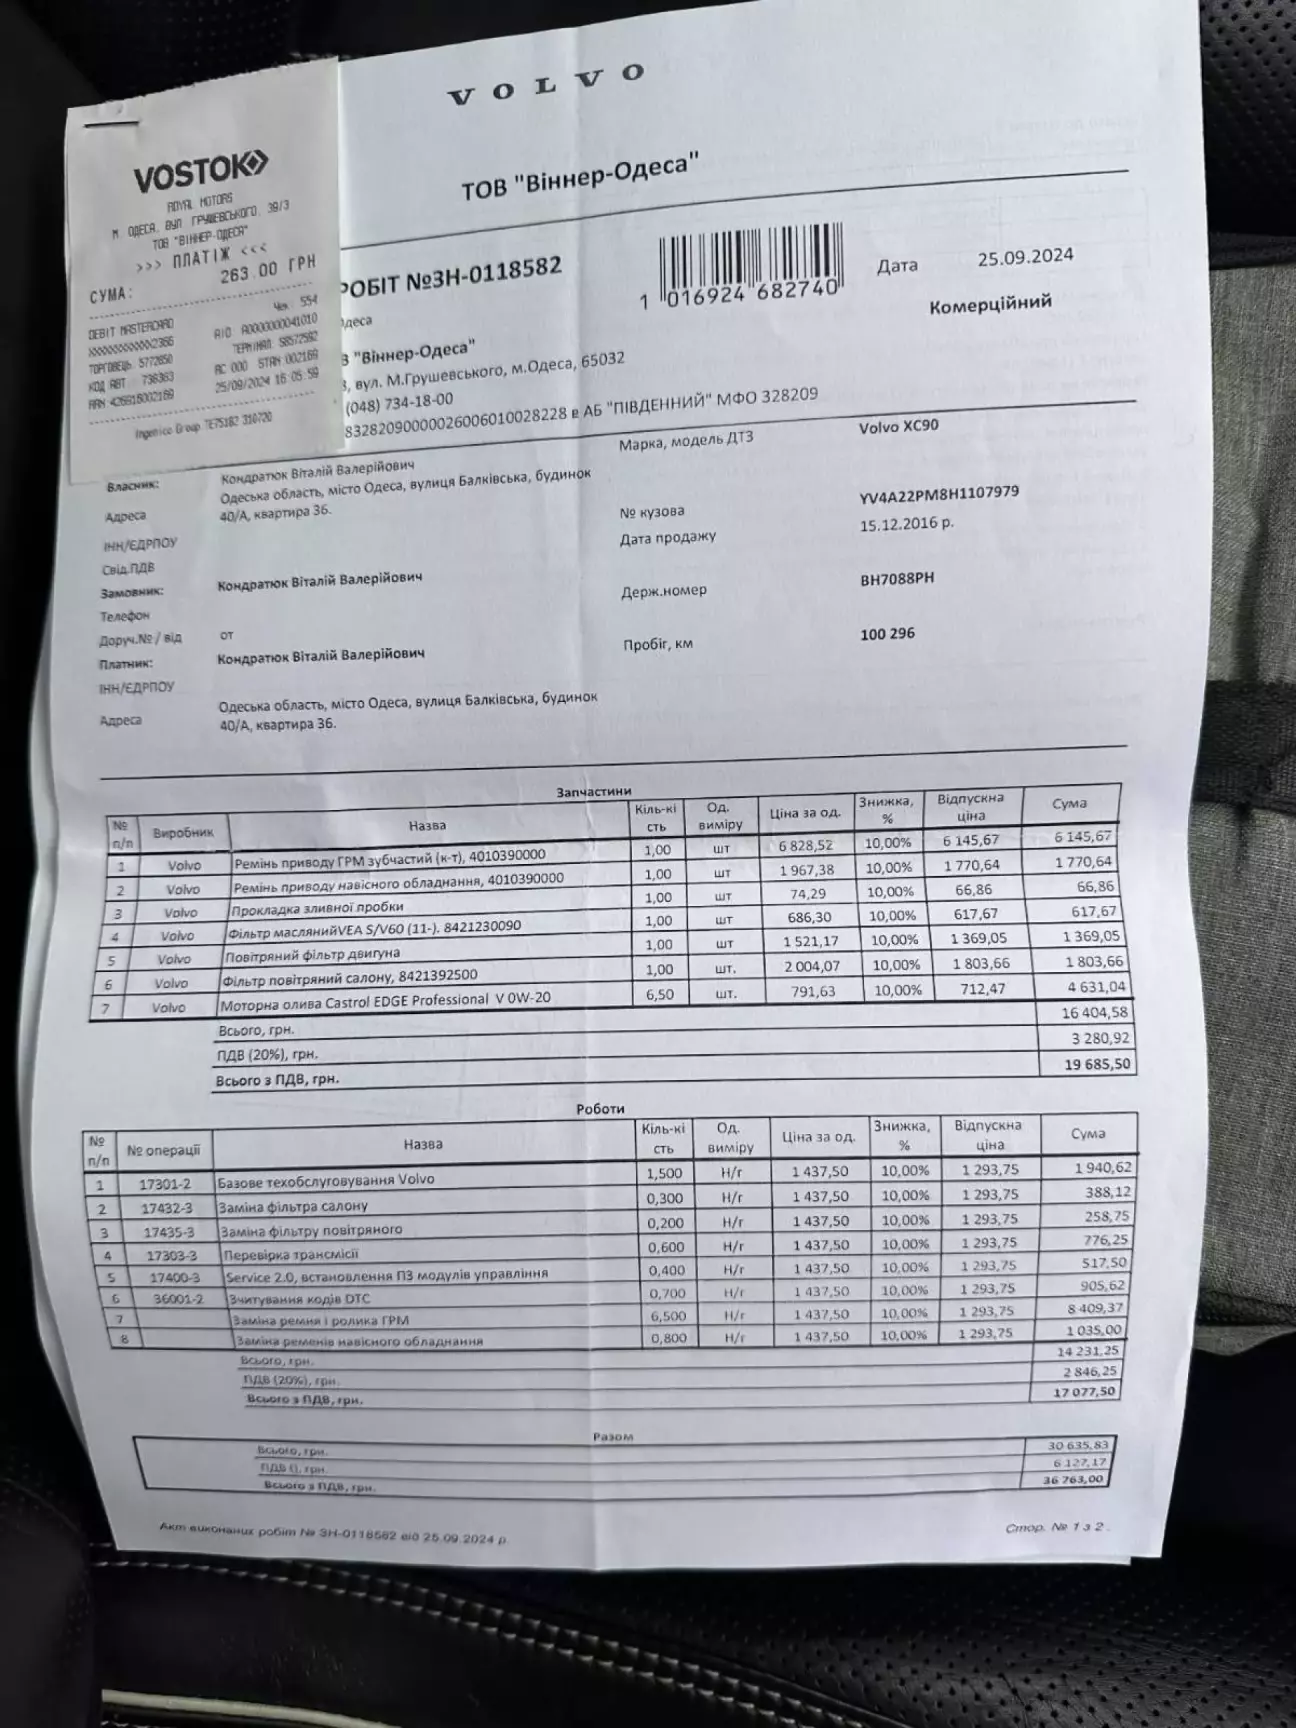 VOLVO
ТОВ "Віннер-Одеса"
VOSTOK
ROYAL MOTORS
М. ОДЕСА, ВУЛ ГРУШЕВСЬКОГО, 39/3
ТОВ "ВІННЕР-ОДЕСА"
>>> ПЛАТІЖ <<<
СУМА: 263.00 ГРН
Чек 554
DEBIT MASTERCARD AID A0000000041010
XXXXXXXXXXXX2366 ТЕРМІНАЛ S8572582
ТОРГОВЕЦЬ 5772850 АС 000 STAN 002169
КОД АВТ 736363 25/09/2024 16:05:59
RRN 426916002169
Ingenico Group TE75182 310720
РОБІТ №ЗН-0118582
1 016924 682740
Дата 25.09.2024
Комерційний
Одеса
"Віннер-Одеса"
вул. М.Грушевського, м.Одеса, 65032
(048) 734-18-00
8328209000002600601002 8228 в АБ "ПІВДЕННИЙ" МФО 328209
Власник: Кондратюк Віталій Валерійович
Марка, модель ДТЗ Volvo XC90
Адреса Одеська область, місто Одеса, вулиця Балківська, будинок
40/А, квартира 36.
№ кузова YV4A22PM8H1107979
ІНН/ЄДРПОУ
Дата продажу 15.12.2016 р.
Свід.ПДВ
Замовник: Кондратюк Віталій Валерійович
Держ.номер BH7088PH
Телефон
Доруч.№ / від от
Пробіг, км 100 296
Платник: Кондратюк Віталій Валерійович
ІНН/ЄДРПОУ
Адреса Одеська область, місто Одеса, вулиця Балківська, будинок
40/А, квартира 36.
Запчастини
№ п/п Виробник Назва Кіль-кі сть Од. виміру Ціна за од. Знижка, % Відпускна ціна Сума
1 Volvo Ремінь приводу ГРМ зубчастий (к-т), 4010390000 1,00 шт 6 828,52 10,00% 6 145,67 6 145,67
2 Volvo Ремінь приводу навісного обладнання, 4010390000 1,00 шт 1 967,38 10,00% 1 770,64 1 770,64
3 Volvo Прокладка зливної пробки 1,00 шт 74,29 10,00% 66,86 66,86
4 Volvo Фільтр маслянийVEA S/V60 (11-). 8421230090 1,00 шт 686,30 10,00% 617,67 617,67
5 Volvo Повітряний фільтр двигуна 1,00 шт 1 521,17 10,00% 1 369,05 1 369,05
6 Volvo Фільтр повітряний салону, 8421392500 1,00 шт. 2 004,07 10,00% 1 803,66 1 803,66
7 Volvo Моторна олива Castrol EDGE Professional V 0W-20 6,50 шт. 791,63 10,00% 712,47 4 631,04
Всього, грн. 16 404,58
ПДВ (20%), грн. 3 280,92
Всього з ПДВ, грн. 19 685,50
Роботи
№ п/п № операції Назва Кіль-кі сть Од. виміру Ціна за од. Знижка, % Відпускна ціна Сума
1 17301-2 Базове техобслуговування Volvo 1,500 Н/г 1 437,50 10,00% 1 293,75 1 940,62
2 17432-3 Заміна фільтра салону 0,300 Н/г 1 437,50 10,00% 1 293,75 388,12
3 17435-3 Заміна фільтру повітряного 0,200 Н/г 1 437,50 10,00% 1 293,75 258,75
4 17303-3 Перевірка трансмісії 0,600 Н/г 1 437,50 10,00% 1 293,75 776,25
5 17400-3 Service 2.0, встановлення ПЗ модулів управління 0,400 Н/г 1 437,50 10,00% 1 293,75 517,50
6 36001-2 Зчитування кодів DTC 0,700 Н/г 1 437,50 10,00% 1 293,75 905,62
7 Заміна ремня і ролика ГРМ 6,500 Н/г 1 437,50 10,00% 1 293,75 8 409,37
8 Заміна ременів навісного обладнання 0,800 Н/г 1 437,50 10,00% 1 293,75 1 035,00
Всього, грн. 14 231,25
ПДВ (20%), грн. 2 846,25
Всього з ПДВ, грн. 17 077,50
Разом
Всього, грн. 30 635,83
ПДВ (), грн. 6 127,17
Всього з ПДВ, грн. 36 763,00
Акт виконаних робіт № ЗН-0118582 від 25.09.2024 р.
Стор. № 1 з 2.